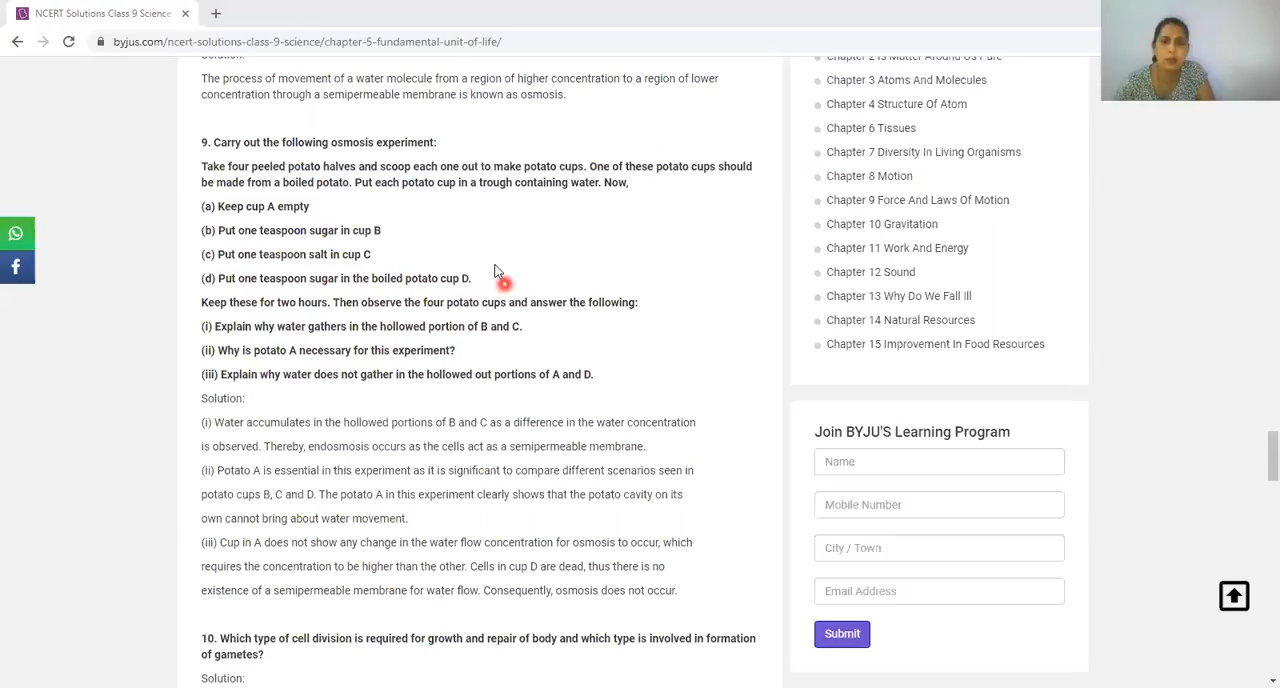 NCERT Solutions Class 9 Science
byjus.com/ncert-solutions-class-9-science/chapter-5-fundamental-unit-of-life/
Solution:
The process of movement of a water molecule from a region of higher concentration to a region of lower
concentration through a semipermeable membrane is known as osmosis.
9. Carry out the following osmosis experiment:
Take four peeled potato halves and scoop each one out to make potato cups. One of these potato cups should
be made from a boiled potato. Put each potato cup in a trough containing water. Now,
(a) Keep cup A empty
(b) Put one teaspoon sugar in cup B
(c) Put one teaspoon salt in cup C
(d) Put one teaspoon sugar in the boiled potato cup D.
Keep these for two hours. Then observe the four potato cups and answer the following:
(i) Explain why water gathers in the hollowed portion of B and C.
(ii) Why is potato A necessary for this experiment?
(iii) Explain why water does not gather in the hollowed out portions of A and D.
Solution:
(i) Water accumulates in the hollowed portions of B and C as a difference in the water concentration
is observed. Thereby, endosmosis occurs as the cells act as a semipermeable membrane.
(ii) Potato A is essential in this experiment as it is significant to compare different scenarios seen in
potato cups B, C and D. The potato A in this experiment clearly shows that the potato cavity on its
own cannot bring about water movement.
(iii) Cup in A does not show any change in the water flow concentration for osmosis to occur, which
requires the concentration to be higher than the other. Cells in cup D are dead, thus there is no
existence of a semipermeable membrane for water flow. Consequently, osmosis does not occur.
10. Which type of cell division is required for growth and repair of body and which type is involved in formation
of gametes?
Solution:
Chapter 2 Is Matter Around Us Pure
Chapter 3 Atoms And Molecules
Chapter 4 Structure Of Atom
Chapter 6 Tissues
Chapter 7 Diversity In Living Organisms
Chapter 8 Motion
Chapter 9 Force And Laws Of Motion
Chapter 10 Gravitation
Chapter 11 Work And Energy
Chapter 12 Sound
Chapter 13 Why Do We Fall Ill
Chapter 14 Natural Resources
Chapter 15 Improvement In Food Resources
Join BYJU'S Learning Program
Name
Mobile Number
City / Town
Email Address
Submit